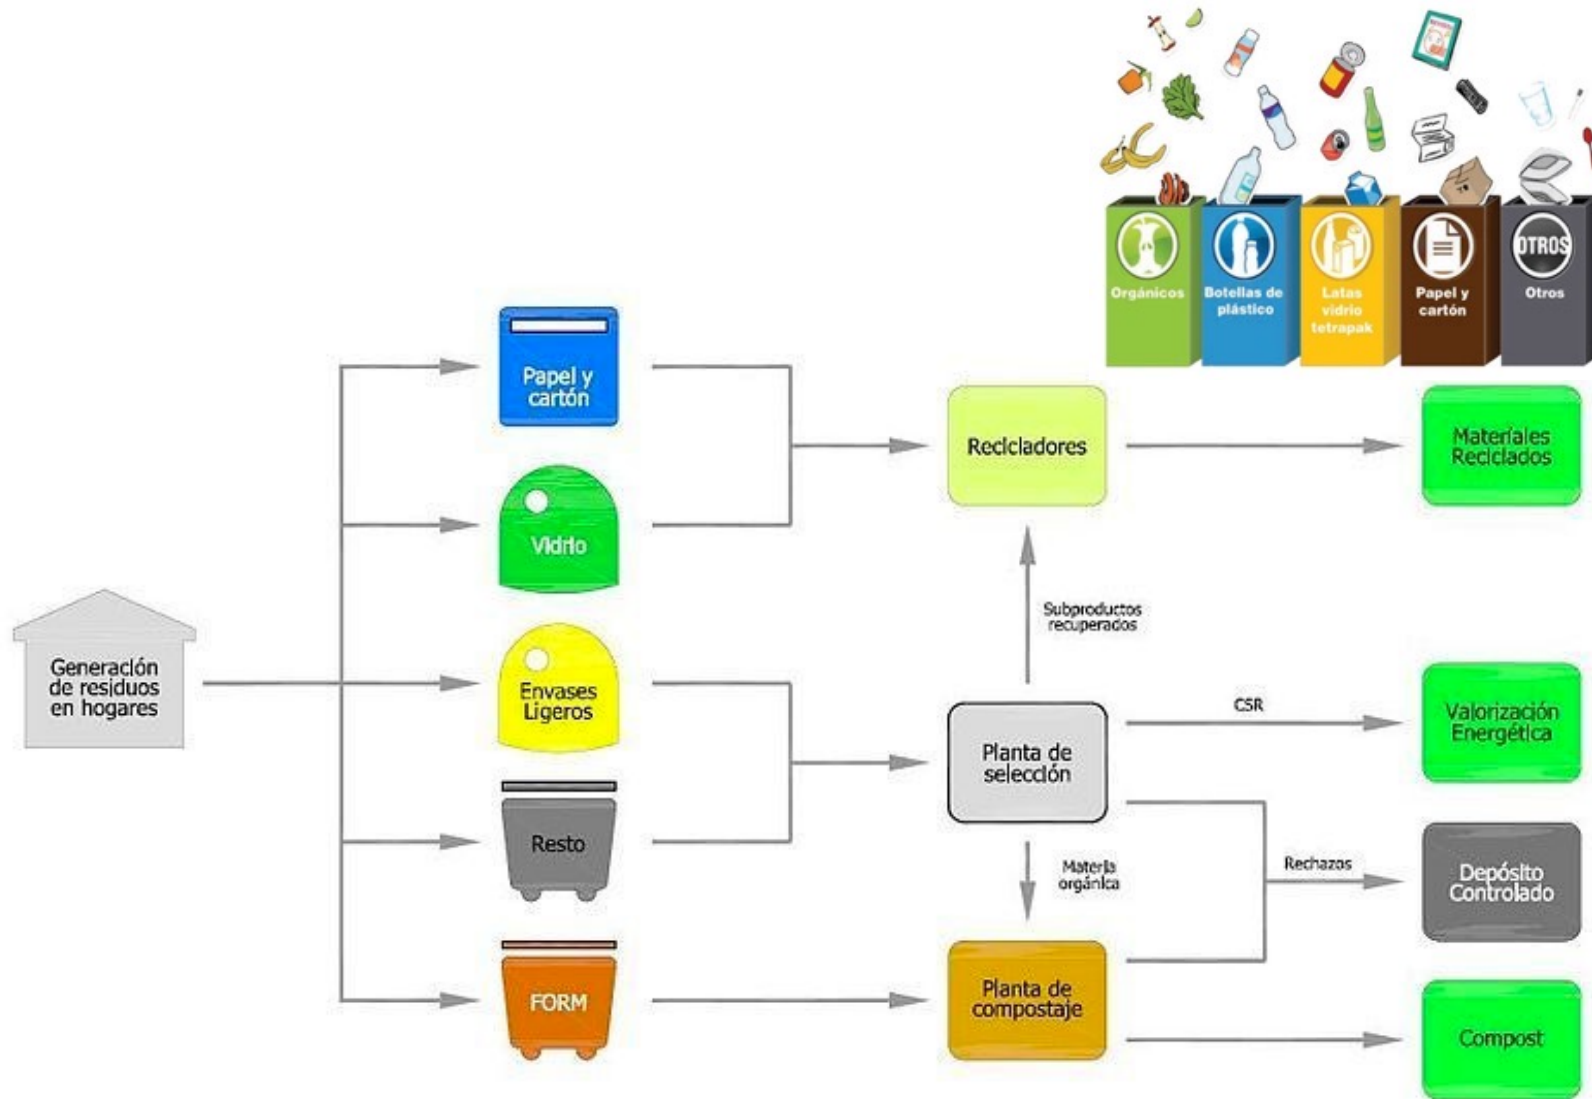 OTROS
Orgánicos
Botellas de
plástico
Latas
vidrio
tetrapak
Papel y
cartón
Otros
Papel y
cartón
Vidrio
Envases
Ligeros
Resto
FORM
Generación
de residuos
en hogares
Recicladores
Materiales
Reciclados
Subproductos
recuperados
Planta de
selección
CSR
Valorización
Energética
Materia
orgánica
Rechazos
Depósito
Controlado
Planta de
compostaje
Compost